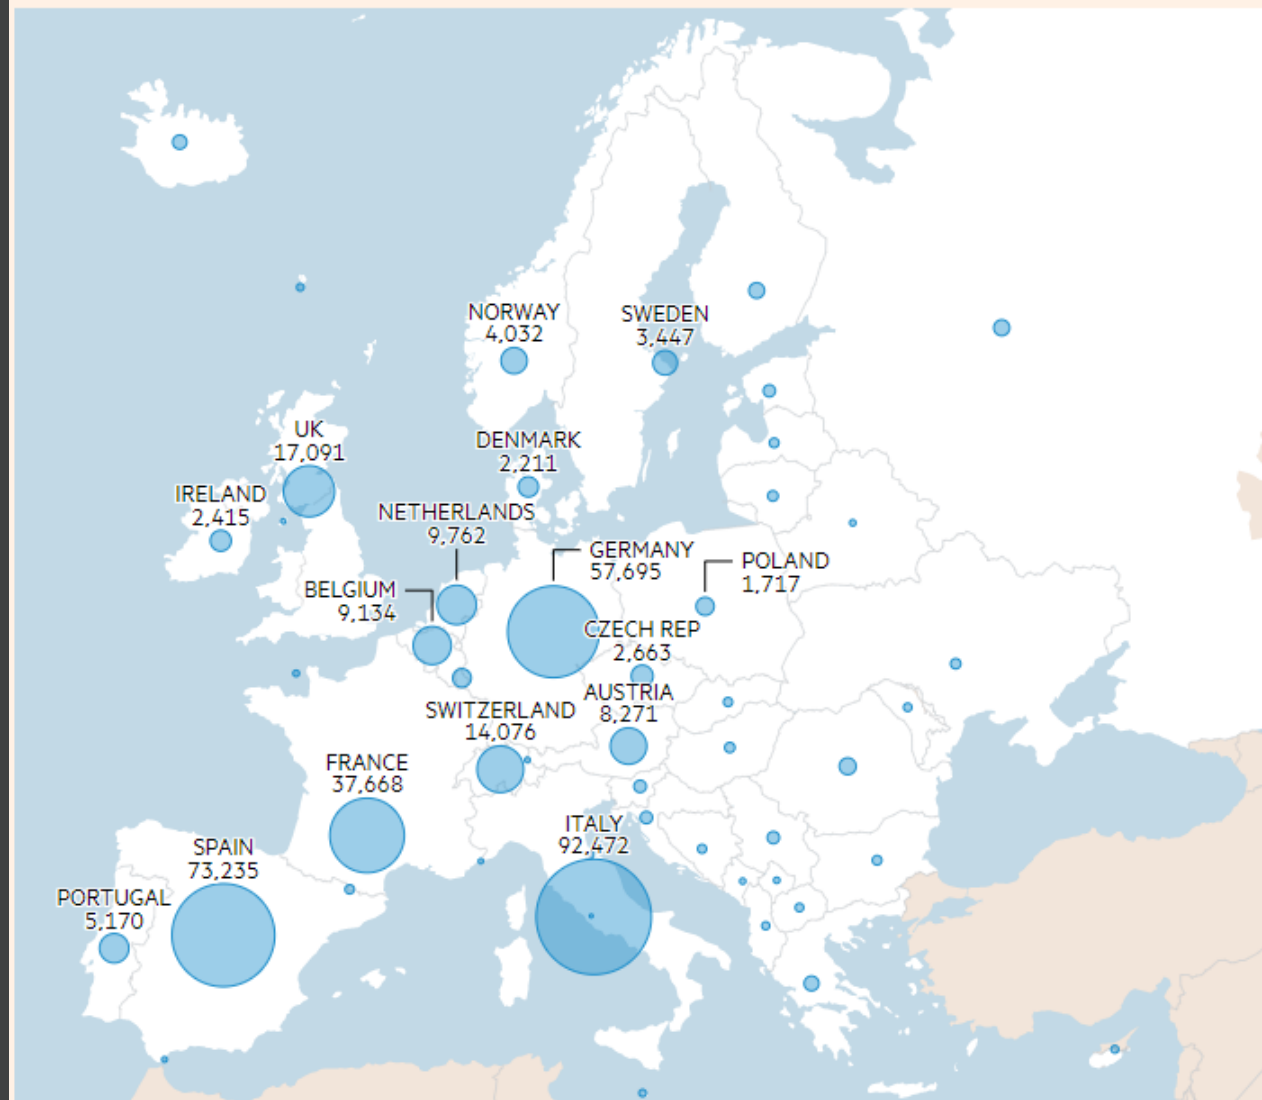 NORWAY
4,032
SWEDEN
3,447
UK
17,091
DENMARK
2,211
IRELAND
2,415
NETHERLANDS
9,762
GERMANY
57,695
POLAND
1,717
BELGIUM
9,134
CZECH REP
2,663
AUSTRIA
8,271
SWITZERLAND
14,076
FRANCE
37,668
ITALY
92,472
SPAIN
73,235
PORTUGAL
5,170